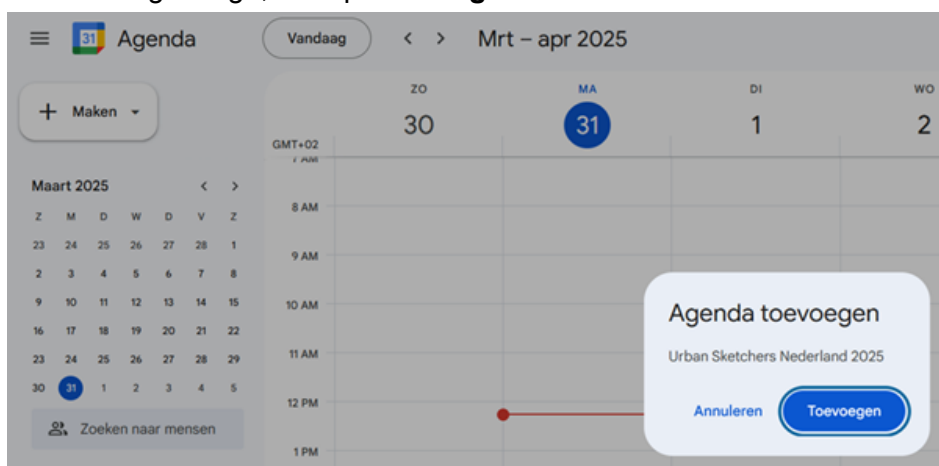 31 Agenda
Vandaag < > Mrt – apr 2025
+ Maken
ZO MA DI WO
30 31 1 2
GMT+02
7 AM
Maart 2025 < >
Z M D W D V Z
23 24 25 26 27 28 1
2 3 4 5 6 7 8
9 10 11 12 13 14 15
16 17 18 19 20 21 22
23 24 25 26 27 28 29
30 31 1 2 3 4 5
Zoeken naar mensen
8 AM
9 AM
10 AM
11 AM
12 PM
1 PM
Agenda toevoegen
Urban Sketchers Nederland 2025
Annuleren Toevoegen